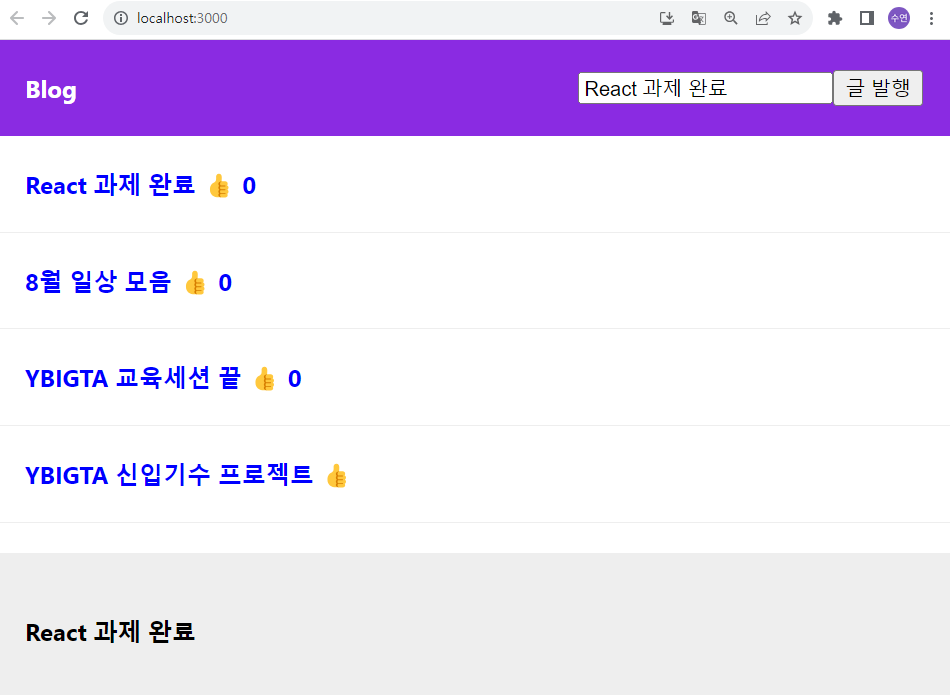 localhost:3000
수연
Blog
React 과제 완료
글 발행
React 과제 완료 👍 0
8월 일상 모음 👍 0
YBIGTA 교육세션 끝 👍 0
YBIGTA 신입기수 프로젝트 👍
React 과제 완료